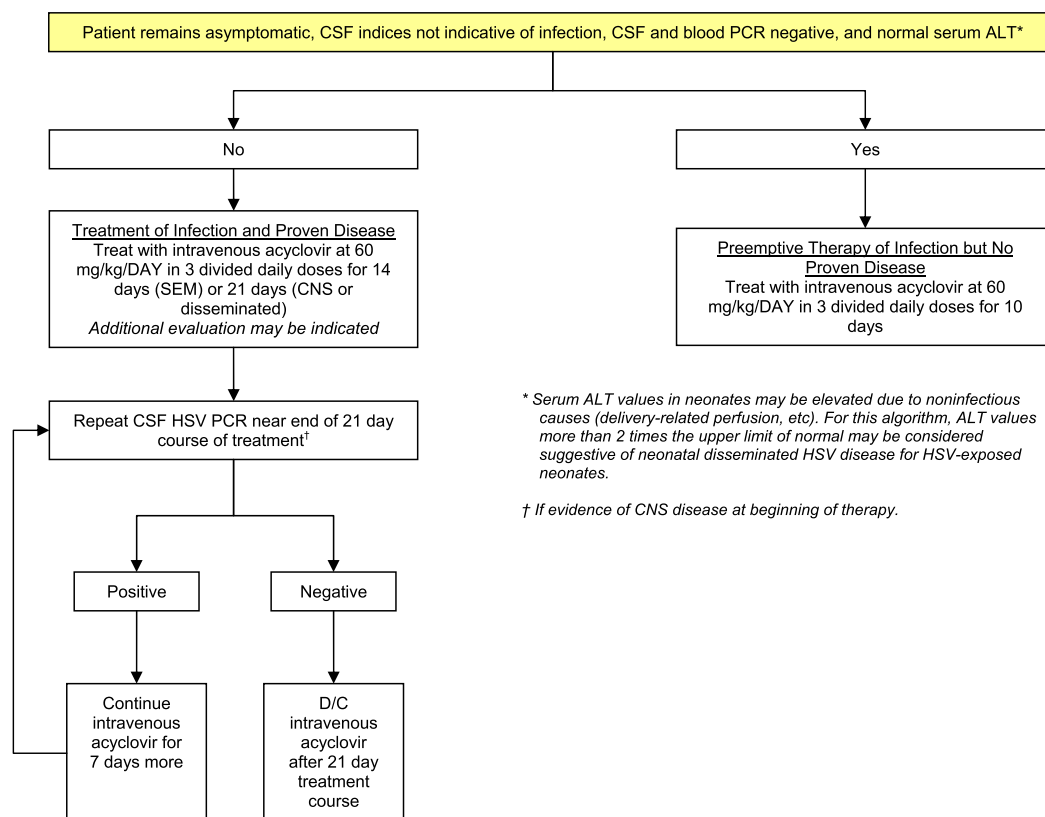 Patient remains asymptomatic, CSF indices not indicative of infection, CSF and blood PCR negative, and normal serum ALT*
No
Yes
Treatment of Infection and Proven Disease
Treat with intravenous acyclovir at 60
mg/kg/DAY in 3 divided daily doses for 14
days (SEM) or 21 days (CNS or
disseminated)
Additional evaluation may be indicated
Preemptive Therapy of Infection but No
Proven Disease
Treat with intravenous acyclovir at 60
mg/kg/DAY in 3 divided daily doses for 10
days
Repeat CSF HSV PCR near end of 21 day
course of treatment†
* Serum ALT values in neonates may be elevated due to noninfectious
causes (delivery-related perfusion, etc). For this algorithm, ALT values
more than 2 times the upper limit of normal may be considered
suggestive of neonatal disseminated HSV disease for HSV-exposed
neonates.
† If evidence of CNS disease at beginning of therapy.
Positive
Negative
Continue
intravenous
acyclovir for
7 days more
D/C
intravenous
acyclovir
after 21 day
treatment
course